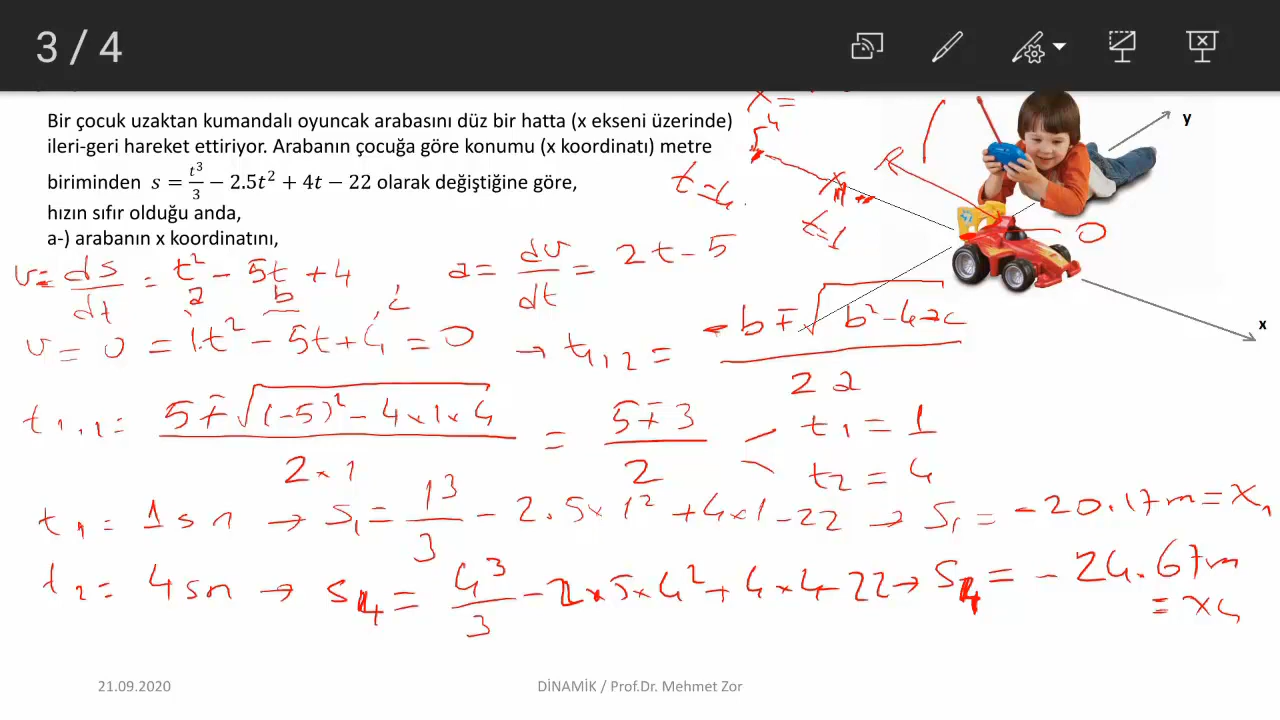 3 / 4
Bir çocuk uzaktan kumandalı oyuncak arabasını düz bir hatta (x ekseni üzerinde)
ileri-geri hareket ettiriyor. Arabanın çocuğa göre konumu (x koordinatı) metre
biriminden s = t³/3 − 2.5t² + 4t − 22 olarak değiştiğine göre,
hızın sıfır olduğu anda,
a-) arabanın x koordinatını,
x =
t=4
t=1
R
O
y
x
v = ds/dt = t² - 5t + 4
a = dv/dt = 2t - 5
a b c
v = 0 = 1t² - 5t + 4 = 0 → t1,2 = -b ∓ √(b² - 4ac) / 2a
t1,2 = 5 ∓ √((-5)² - 4×1×4) / 2×1 = 5 ∓ 3 / 2
t1 = 1
t2 = 4
t1 = 1 sn → S1 = 1³/3 - 2.5×1² + 4×1 - 22 → S1 = -20.17m = X1
t2 = 4 sn → S4 = 4³/3 - 2×5×4² + 4×4 - 22 → S4 = -24.67m
= X4
21.09.2020
DİNAMİK / Prof.Dr. Mehmet Zor